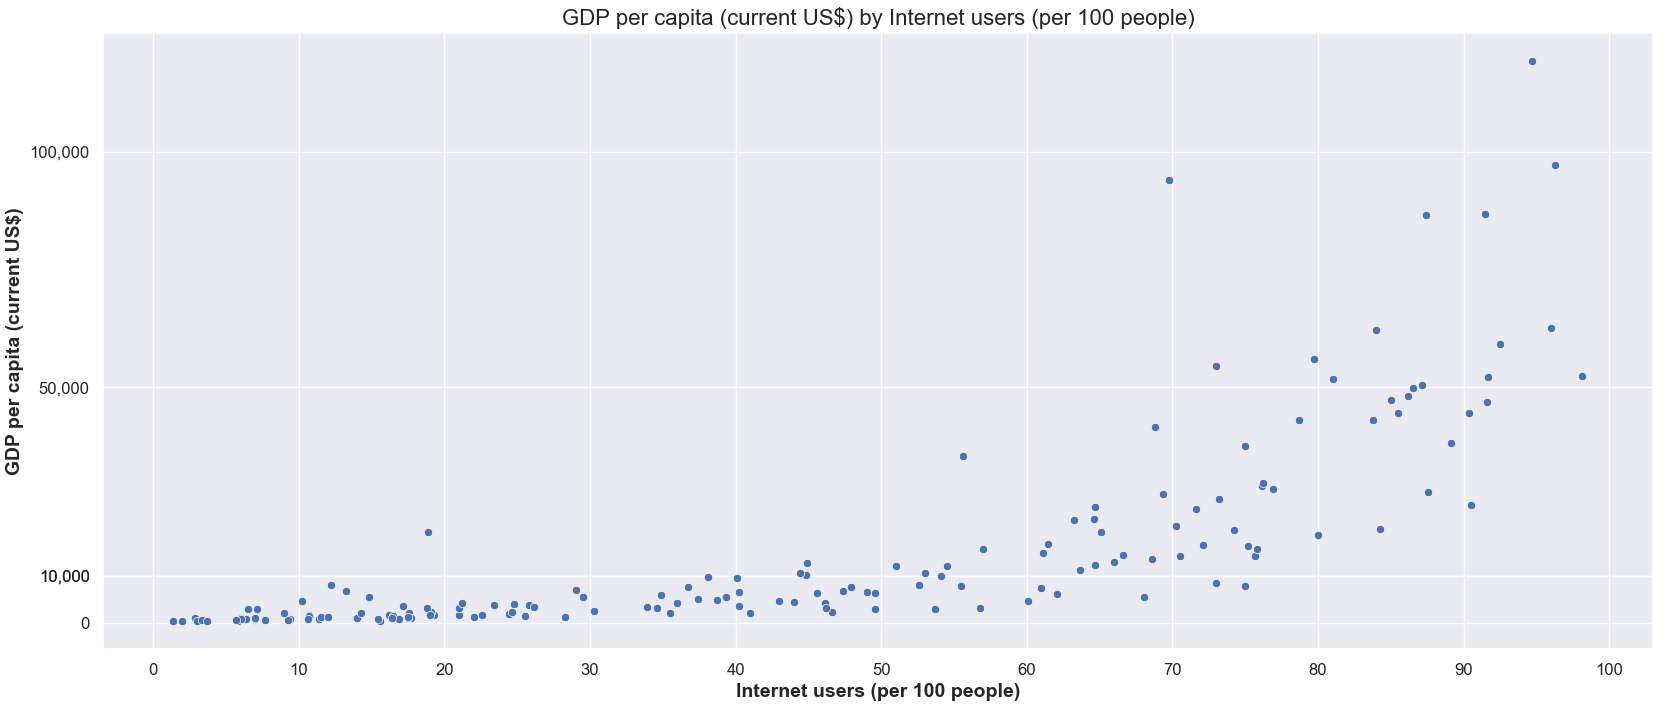 GDP per capita (current US$) by Internet users (per 100 people)
GDP per capita (current US$)
100,000
50,000
10,000
0
0 10 20 30 40 50 60 70 80 90 100
Internet users (per 100 people)